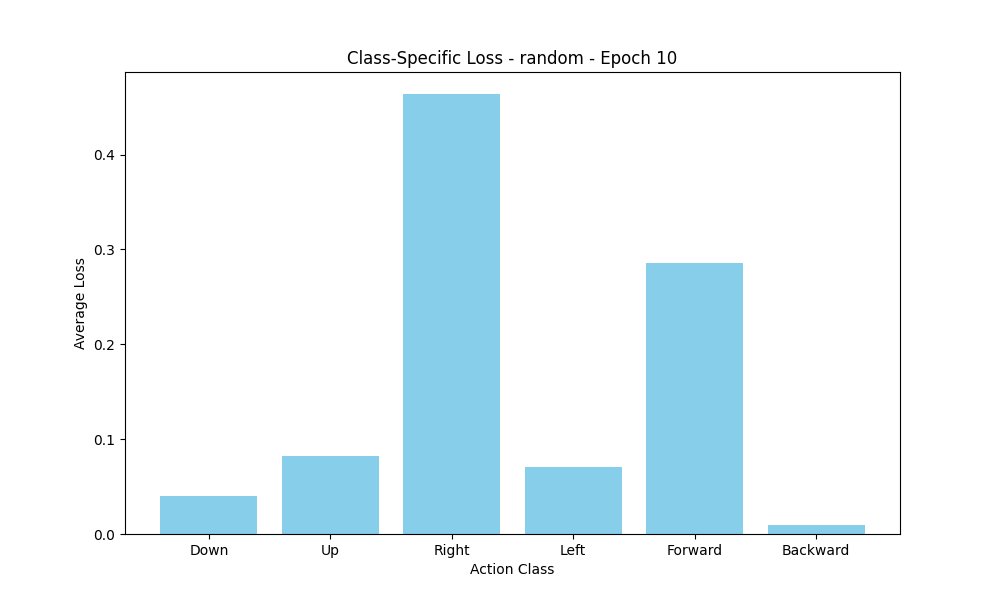 Class-Specific Loss - random - Epoch 10
Average Loss
0.4
0.3
0.2
0.1
0.0
Down Up Right Left Forward Backward
Action Class